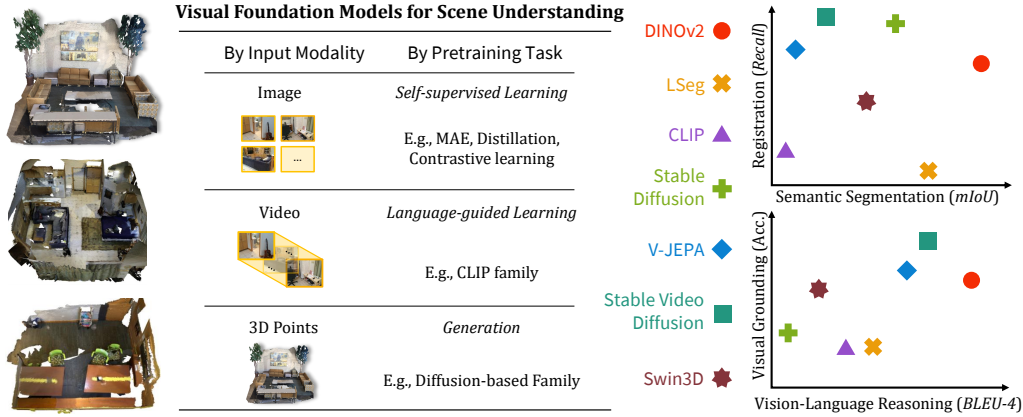 Visual Foundation Models for Scene Understanding
By Input Modality
By Pretraining Task
Image
Self-supervised Learning
...
E.g., MAE, Distillation,
Contrastive learning
Video
Language-guided Learning
E.g., CLIP family
3D Points
Generation
E.g., Diffusion-based Family
DINOv2
LSeg
CLIP
Stable
Diffusion
V-JEPA
Stable Video
Diffusion
Swin3D
Registration (Recall)
Semantic Segmentation (mIoU)
Visual Grounding (Acc.)
Vision-Language Reasoning (BLEU-4)